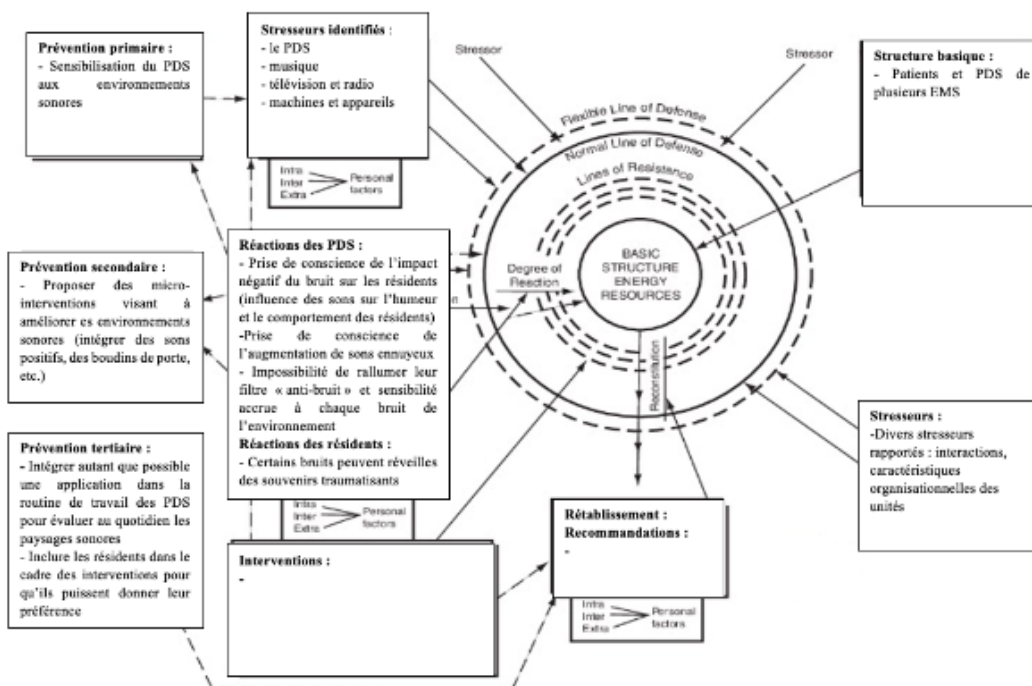 Prévention primaire :
- Sensibilisation du PDS
aux environnements
sonores
Stresseurs identifiés :
- le PDS
- musique
- télévision et radio
- machines et appareils
Intra
Inter
Extra
Personal
factors
Stressor
Stressor
Structure basique :
- Patients et PDS de
plusieurs EMS
Flexible Line of Defense
Normal Line of Defense
Lines of Resistance
BASIC
STRUCTURE
ENERGY
RESOURCES
Degree of
Reaction
Reconstitution
Prévention secondaire :
- Proposer des micro-
interventions visant à
améliorer es environnements
sonores (intégrer des sons
positifs, des boudins de porte,
etc.)
Réactions des PDS :
- Prise de conscience de l'impact
négatif du bruit sur les résidents
(influence des sons sur l'humeur
et le comportement des résidents)
-Prise de conscience de
l'augmentation de sons ennuyeux
- Impossibilité de rallumer leur
filtre « anti-bruit » et sensibilité
accrue à chaque bruit de
l'environnement
Réactions des résidents :
- Certains bruits peuvent réveilles
des souvenirs traumatisants
Intra
Inter
Extra
Personal
factors
Prévention tertiaire :
- Intégrer autant que possible
une application dans la
routine de travail des PDS
pour évaluer au quotidien les
paysages sonores
- Inclure les résidents dans le
cadre des interventions pour
qu'ils puissent donner leur
préférence
Interventions :
-
Rétablissement :
Recommandations :
-
Intra
Inter
Extra
Personal
factors
Stresseurs :
-Divers stresseurs
rapportés : interactions,
caractéristiques
organisationnelles des
unités